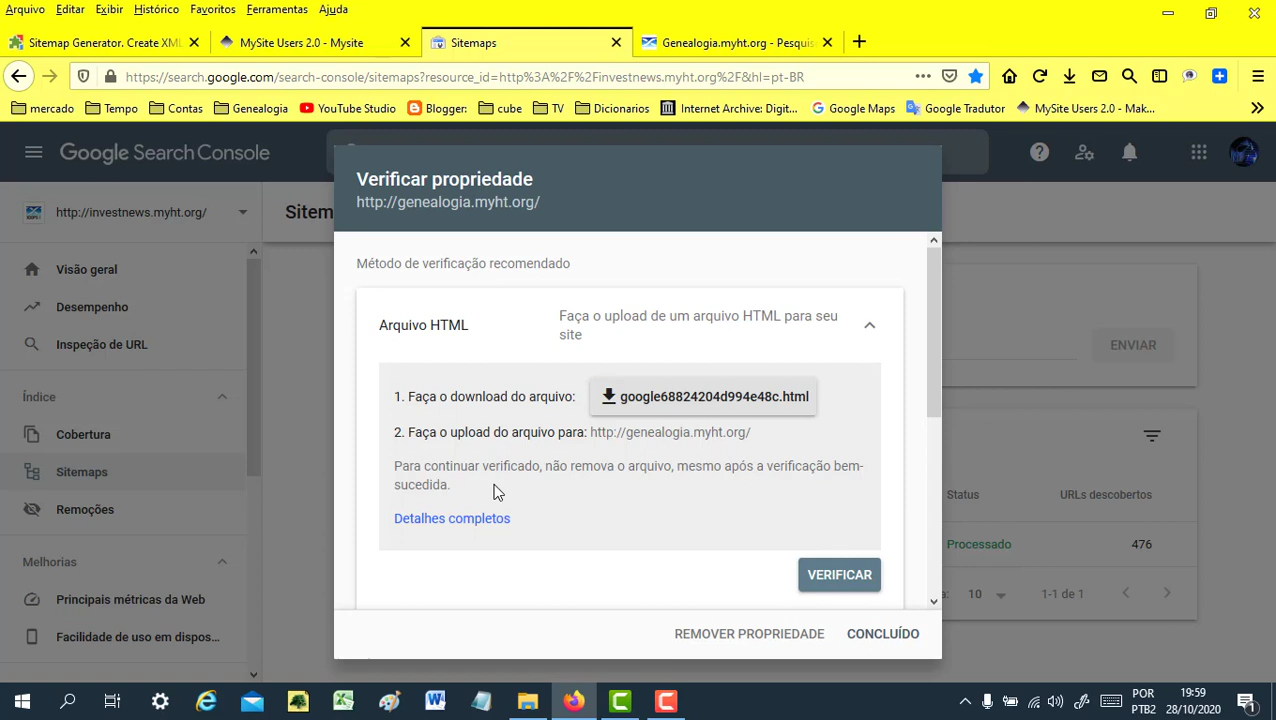 Arquivo Editar Exibir Histórico Favoritos Ferramentas Ajuda
Sitemap Generator. Create XML
MySite Users 2.0 - Mysite
Sitemaps
Genealogia.myht.org - Pesquis
https://search.google.com/search-console/sitemaps?resource_id=http%3A%2F%2Finvestnews.myht.org%2F&hl=pt-BR
mercado Tempo Contas Genealogia YouTube Studio Blogger: cube TV Dicionarios Internet Archive: Digit... Google Maps Google Tradutor MySite Users 2.0 - Mak...
Google Search Console
http://investnews.myht.org/
Sitem
Visão geral
Desempenho
Inspeção de URL
Índice
Cobertura
Sitemaps
Remoções
Melhorias
Principais métricas da Web
Facilidade de uso em dispos...
Verificar propriedade
http://genealogia.myht.org/
Método de verificação recomendado
Arquivo HTML
Faça o upload de um arquivo HTML para seu
site
1. Faça o download do arquivo: google68824204d994e48c.html
2. Faça o upload do arquivo para: http://genealogia.myht.org/
Para continuar verificado, não remova o arquivo, mesmo após a verificação bem-
sucedida.
Detalhes completos
VERIFICAR
REMOVER PROPRIEDADE CONCLUÍDO
ENVIAR
Status URLs descobertos
Processado 476
a: 10 1-1 de 1
POR
PTB2
19:59
28/10/2020
1